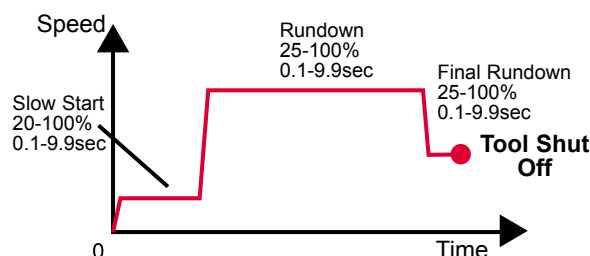 Speed
Rundown
25-100%
0.1-9.9sec
Final Rundown
25-100%
0.1-9.9sec
Slow Start
20-100%
0.1-9.9sec
Tool Shut
Off
0
Time